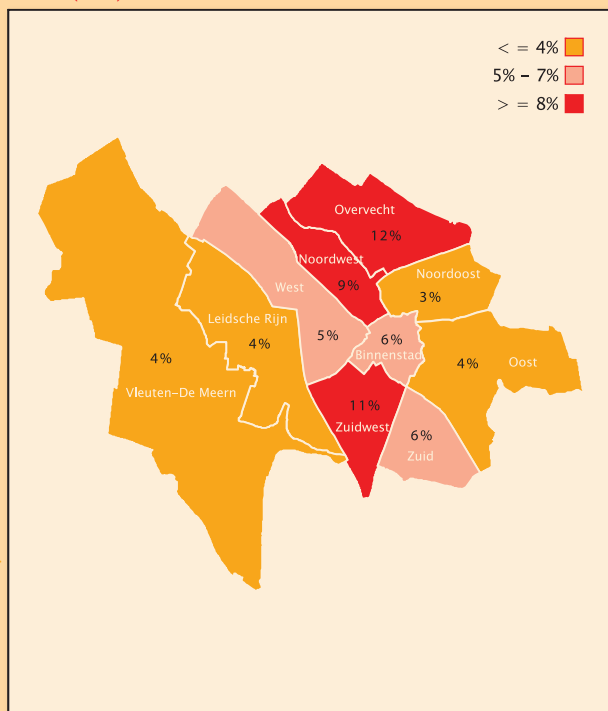 < = 4%
5% – 7%
> = 8%
Overvecht
12%
Noordwest
9%
Noordoost
3%
West
5%
Leidsche Rijn
4%
6%
Binnenstad
4%
Vleuten–De Meern
4%
Oost
11%
Zuidwest
6%
Zuid